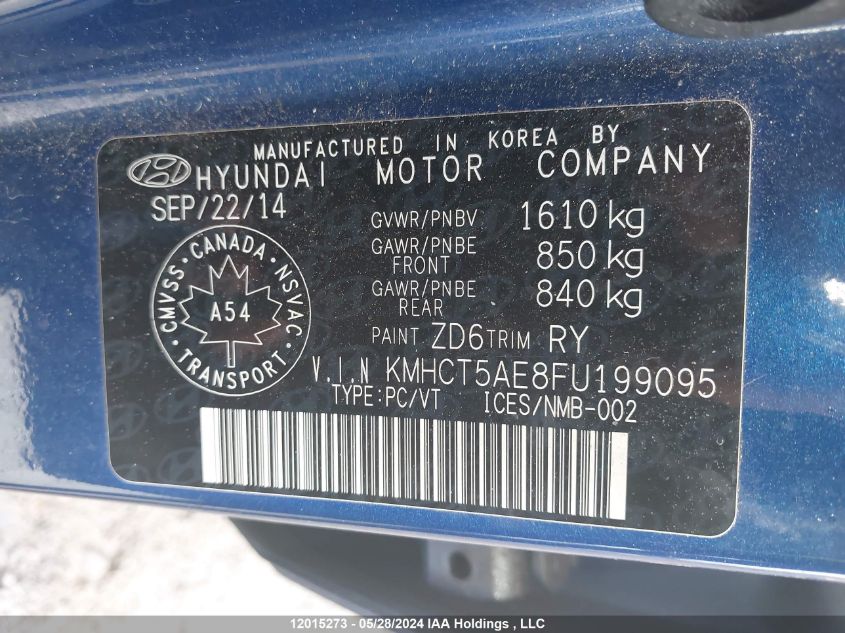 MANUFACTURED IN KOREA BY
HYUNDAI MOTOR COMPANY
SEP/22/14
GVWR/PNBV 1610 kg
GAWR/PNBE FRONT 850 kg
GAWR/PNBE REAR 840 kg
CANADA · NSVAC · TRANSPORT · CMVSS
A54
PAINT ZD6 TRIM RY
V.I.N KMHCT5AE8FU199095
TYPE:PC/VT ICES/NMB-002
12015273 - 05/28/2024 IAA Holdings , LLC